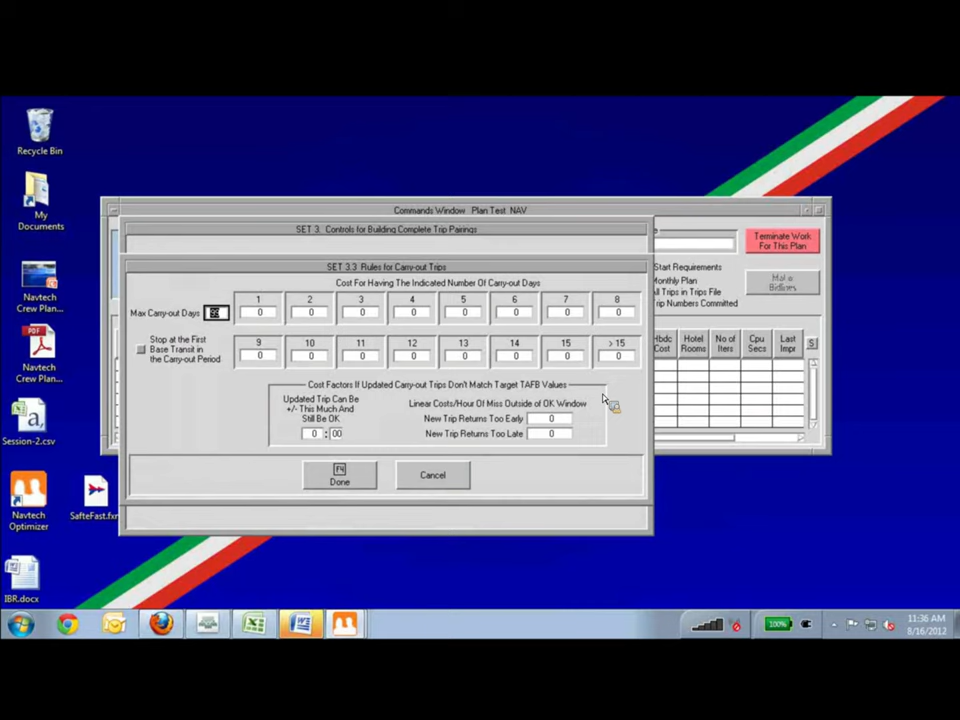 Recycle Bin
My
Documents
Navtech
Crew Plan...
Navtech
Crew Plan...
Session-2.csv
Navtech
Optimizer
SafteFast.fxr
IBR.docx
Commands Window Plan Test NAV
SET 3. Controls for Building Complete Trip Pairings
Terminate Work
For This Plan
SET 3.3 Rules for Carry-out Trips
Start Requirements
Monthly Plan
All Trips in Trips File
Trip Numbers Committed
Bidlines
Cost For Having The Indicated Number Of Carry-out Days
1 2 3 4 5 6 7 8
Max Carry-out Days 99 0 0 0 0 0 0 0 0
Stop at the First
Base Transit in
the Carry-out Period
9 10 11 12 13 14 15 > 15
0 0 0 0 0 0 0 0
Hbdc
Cost
Hotel
Rooms
No of
Iters
Cpu
Secs
Last
Impr
S
Cost Factors If Updated Carry-out Trips Don't Match Target TAFB Values
Updated Trip Can Be
+/- This Much And
Still Be OK
0 : 00
Linear Costs/Hour Of Miss Outside of OK Window
New Trip Returns Too Early 0
New Trip Returns Too Late 0
F4
Done
Cancel
100%
11:36 AM
8/16/2012